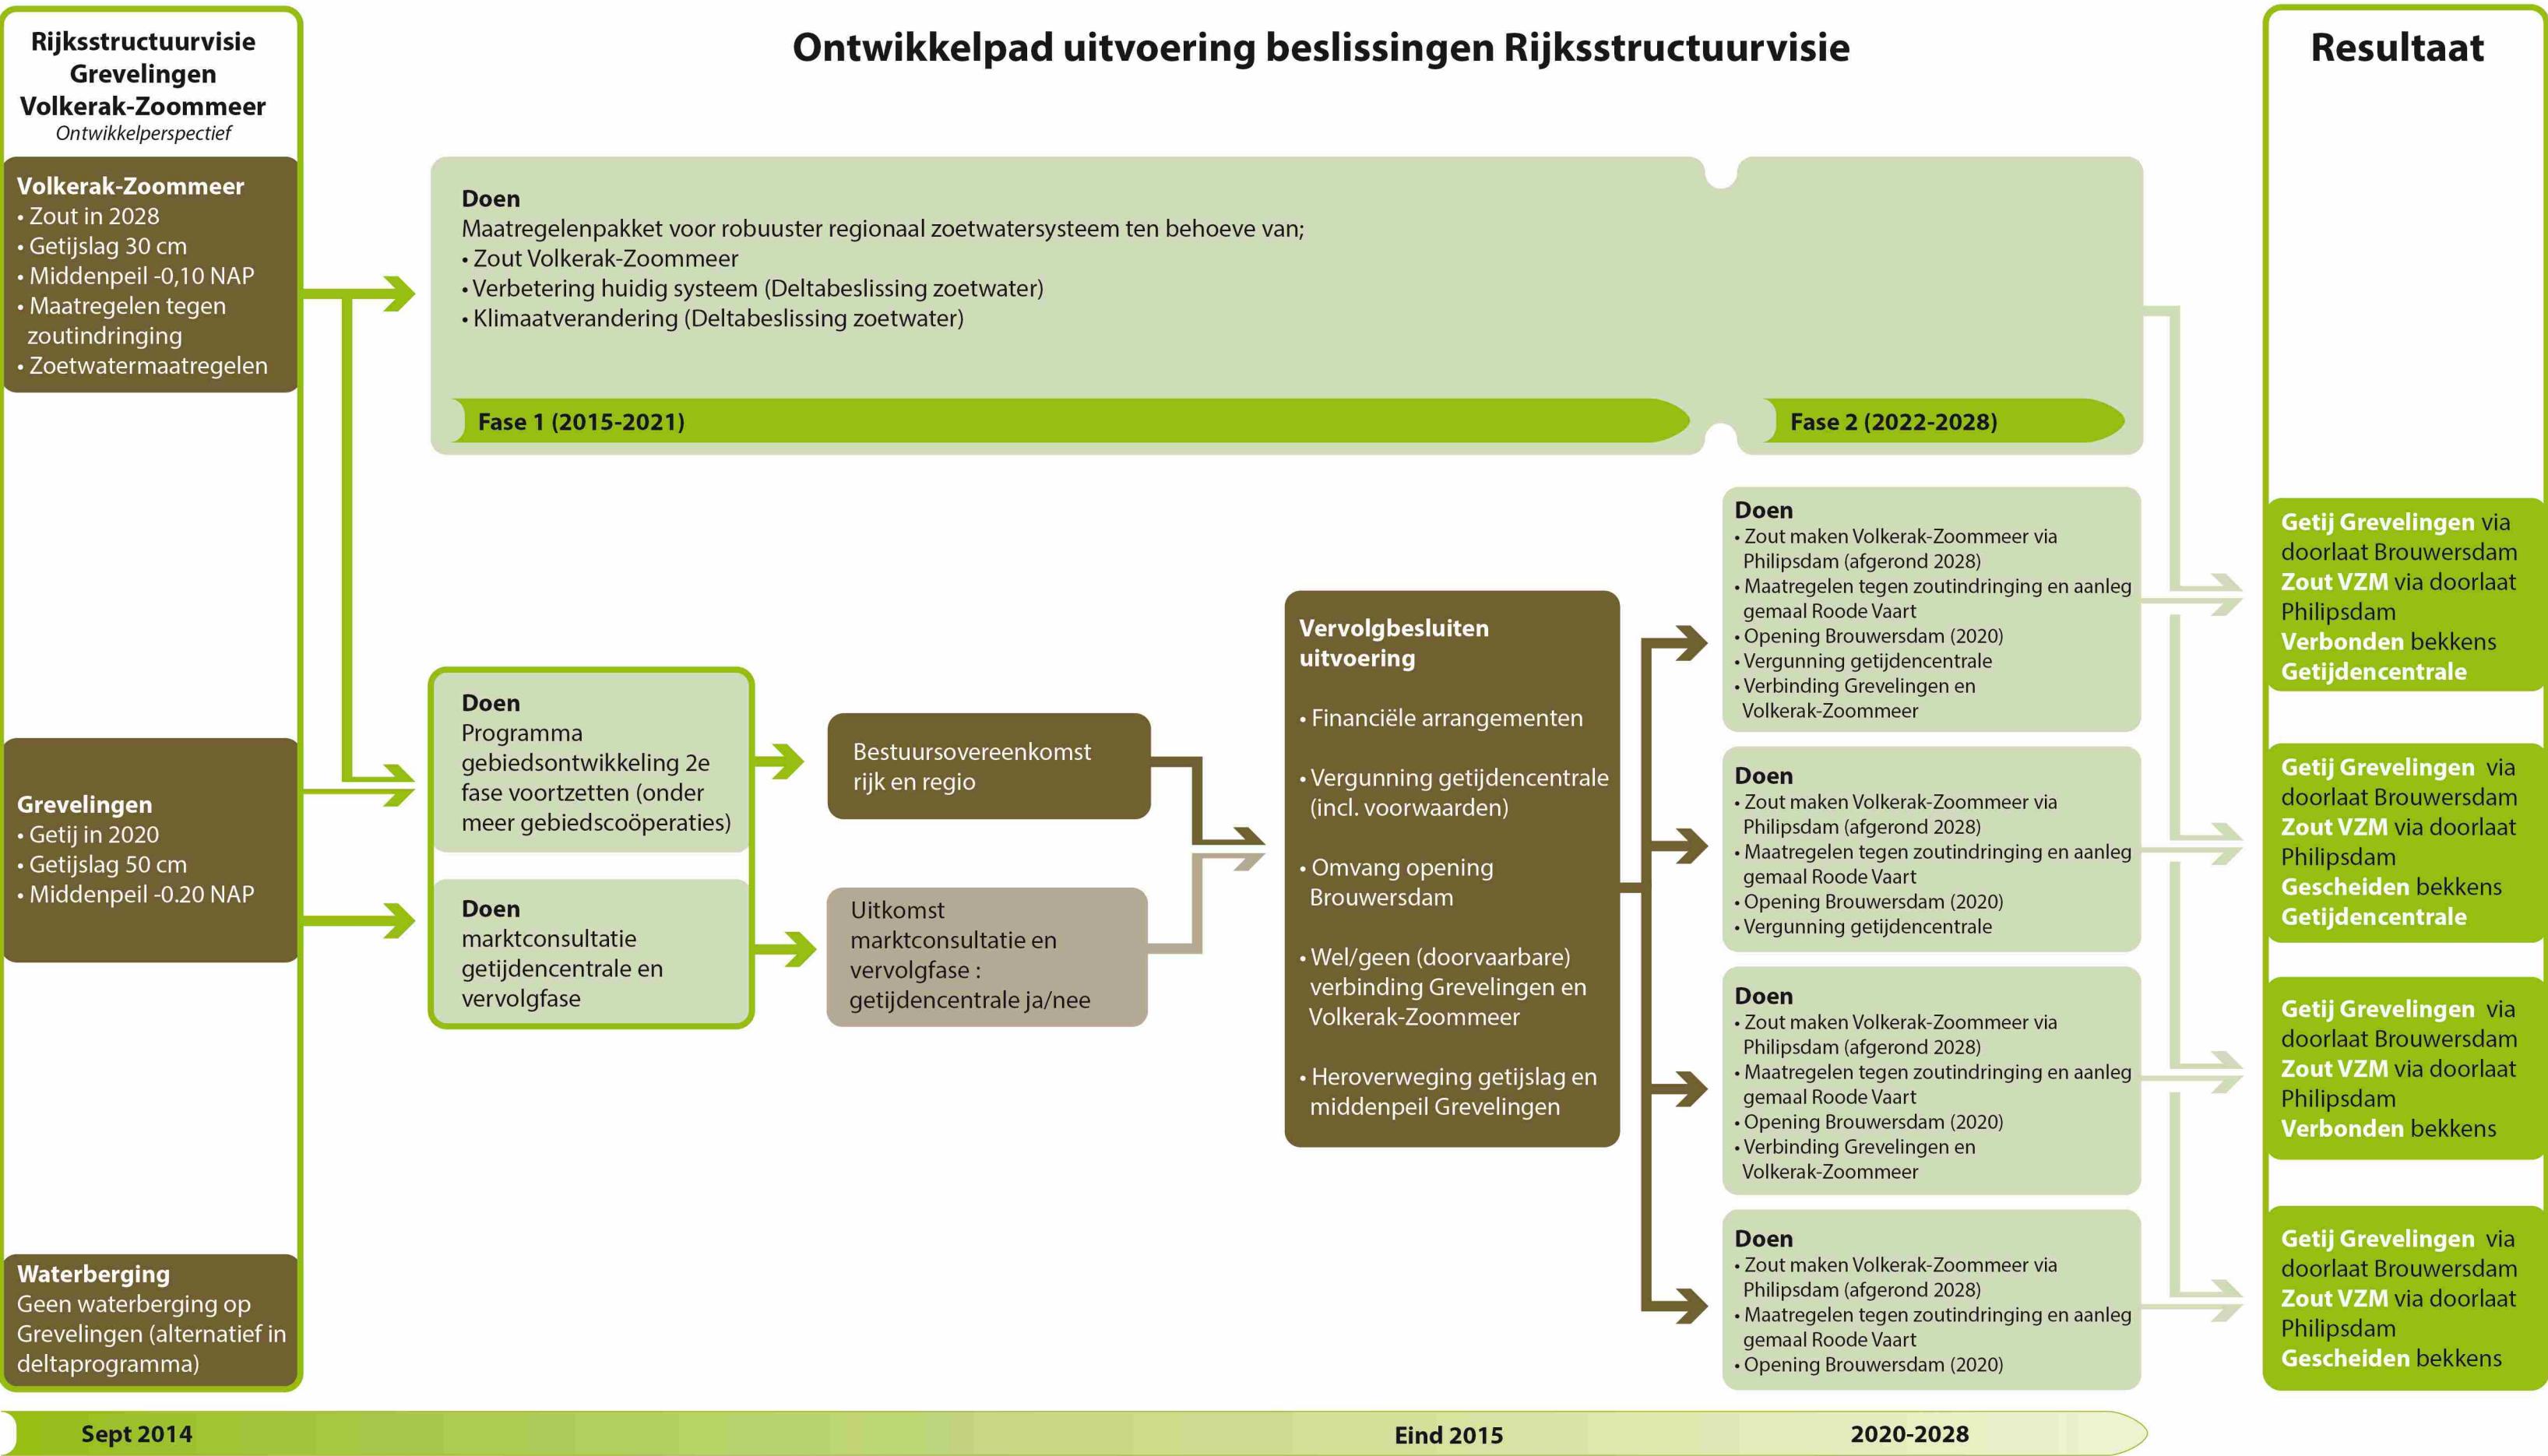 Rijksstructuurvisie
Grevelingen
Volkerak-Zoommeer
Ontwikkelperspectief
Volkerak-Zoommeer
• Zout in 2028
• Getijslag 30 cm
• Middenpeil -0,10 NAP
• Maatregelen tegen
zoutindringing
• Zoetwatermaatregelen
Grevelingen
• Getij in 2020
• Getijslag 50 cm
• Middenpeil -0.20 NAP
Waterberging
Geen waterberging op
Grevelingen (alternatief in
deltaprogramma)
Ontwikkelpad uitvoering beslissingen Rijksstructuurvisie
Doen
Maatregelenpakket voor robuuster regionaal zoetwatersysteem ten behoeve van;
• Zout Volkerak-Zoommeer
• Verbetering huidig systeem (Deltabeslissing zoetwater)
• Klimaatverandering (Deltabeslissing zoetwater)
Fase 1 (2015-2021)
Fase 2 (2022-2028)
Doen
Programma
gebiedsontwikkeling 2e
fase voortzetten (onder
meer gebiedscoöperaties)
Doen
marktconsultatie
getijdencentrale en
vervolgfase
Bestuursovereenkomst
rijk en regio
Uitkomst
marktconsultatie en
vervolgfase :
getijdencentrale ja/nee
Vervolgbesluiten
uitvoering
• Financiële arrangementen
• Vergunning getijdencentrale
(incl. voorwaarden)
• Omvang opening
Brouwersdam
• Wel/geen (doorvaarbare)
verbinding Grevelingen en
Volkerak-Zoommeer
• Heroverweging getijslag en
middenpeil Grevelingen
Doen
• Zout maken Volkerak-Zoommeer via
Philipsdam (afgerond 2028)
• Maatregelen tegen zoutindringing en aanleg
gemaal Roode Vaart
• Opening Brouwersdam (2020)
• Vergunning getijdencentrale
• Verbinding Grevelingen en
Volkerak-Zoommeer
Doen
• Zout maken Volkerak-Zoommeer via
Philipsdam (afgerond 2028)
• Maatregelen tegen zoutindringing en aanleg
gemaal Roode Vaart
• Opening Brouwersdam (2020)
• Vergunning getijdencentrale
Doen
• Zout maken Volkerak-Zoommeer via
Philipsdam (afgerond 2028)
• Maatregelen tegen zoutindringing en aanleg
gemaal Roode Vaart
• Opening Brouwersdam (2020)
• Verbinding Grevelingen en
Volkerak-Zoommeer
Doen
• Zout maken Volkerak-Zoommeer via
Philipsdam (afgerond 2028)
• Maatregelen tegen zoutindringing en aanleg
gemaal Roode Vaart
• Opening Brouwersdam (2020)
Resultaat
Getij Grevelingen via
doorlaat Brouwersdam
Zout VZM via doorlaat
Philipsdam
Verbonden bekkens
Getijdencentrale
Getij Grevelingen via
doorlaat Brouwersdam
Zout VZM via doorlaat
Philipsdam
Gescheiden bekkens
Getijdencentrale
Getij Grevelingen via
doorlaat Brouwersdam
Zout VZM via doorlaat
Philipsdam
Verbonden bekkens
Getij Grevelingen via
doorlaat Brouwersdam
Zout VZM via doorlaat
Philipsdam
Gescheiden bekkens
Sept 2014
Eind 2015
2020-2028